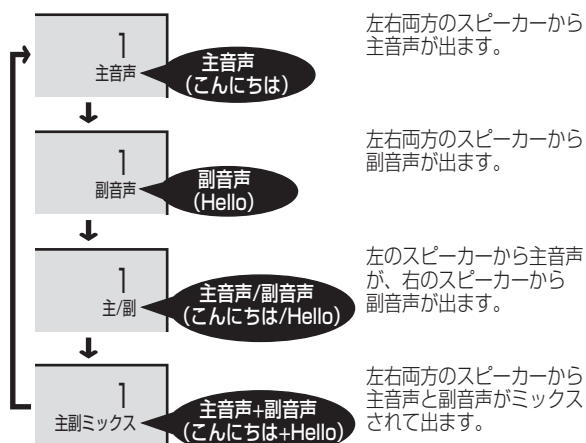 1
主音声
主音声
(こんにちは)
左右両方のスピーカーから
主音声が出ます。
1
副音声
副音声
(Hello)
左右両方のスピーカーから
副音声が出ます。
1
主/副
主音声/副音声
(こんにちは/Hello)
左のスピーカーから主音声
が、右のスピーカーから
副音声が出ます。
1
主副ミックス
主音声+副音声
(こんにちは+Hello)
左右両方のスピーカーから
主音声と副音声がミックス
されて出ます。